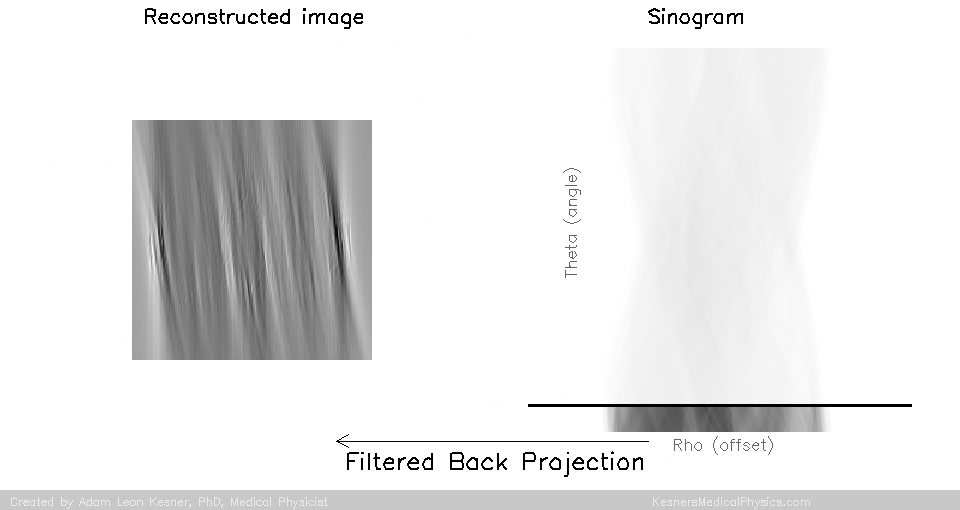 Reconstructed image
Sinogram
Theta (angle)
Rho (offset)
Filtered Back Projection
Created by Adam Leon Kesner, PhD, Medical Physicist
KesnersMedicalPhysics.com